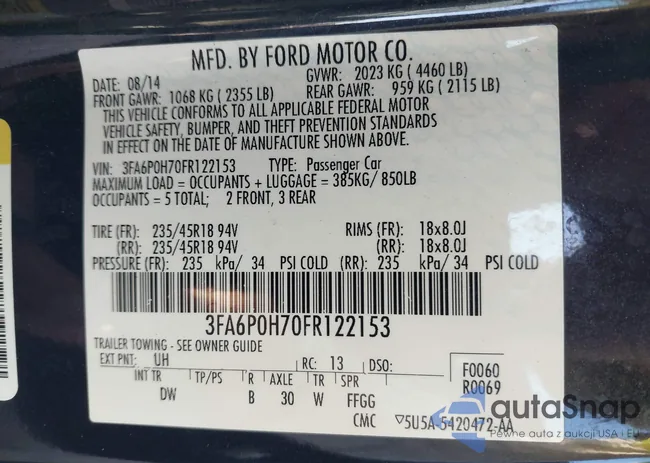 MFD. BY FORD MOTOR CO.
DATE: 08/14 GVWR: 2023 KG ( 4460 LB)
FRONT GAWR: 1068 KG ( 2355 LB) REAR GAWR: 959 KG ( 2115 LB)
THIS VEHICLE CONFORMS TO ALL APPLICABLE FEDERAL MOTOR
VEHICLE SAFETY, BUMPER, AND THEFT PREVENTION STANDARDS
IN EFFECT ON THE DATE OF MANUFACTURE SHOWN ABOVE.
VIN: 3FA6P0H70FR122153 TYPE: Passenger Car
MAXIMUM LOAD = OCCUPANTS + LUGGAGE = 385KG/ 850LB
OCCUPANTS = 5 TOTAL; 2 FRONT, 3 REAR
TIRE (FR): 235/45R18 94V RIMS (FR): 18x8.0J
(RR): 235/45R18 94V (RR): 18x8.0J
PRESSURE (FR): 235 kPa/ 34 PSI COLD (RR): 235 kPa/ 34 PSI COLD
3FA6P0H70FR122153
TRAILER TOWING - SEE OWNER GUIDE
EXT PNT: UH RC: 13 DSO: F0060
R0069
INT TR TP/PS R AXLE TR SPR
DW B 30 W FFGG
CMC ▽5U5A-5420472-AA
autaSnap
Pewne auta z USA i EU